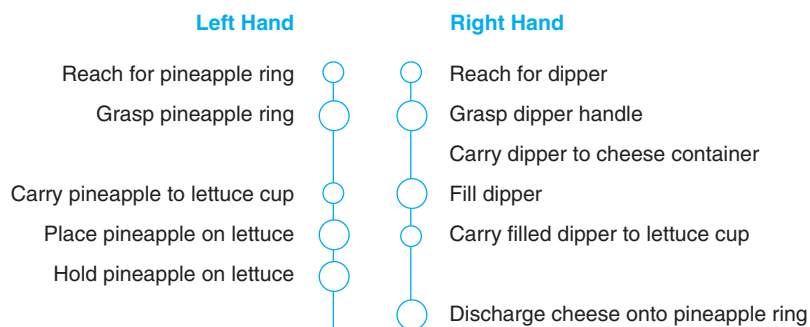 Left Hand Right Hand
Reach for pineapple ring Reach for dipper
Grasp pineapple ring Grasp dipper handle
Carry dipper to cheese container
Carry pineapple to lettuce cup Fill dipper
Place pineapple on lettuce Carry filled dipper to lettuce cup
Hold pineapple on lettuce
Discharge cheese onto pineapple ring